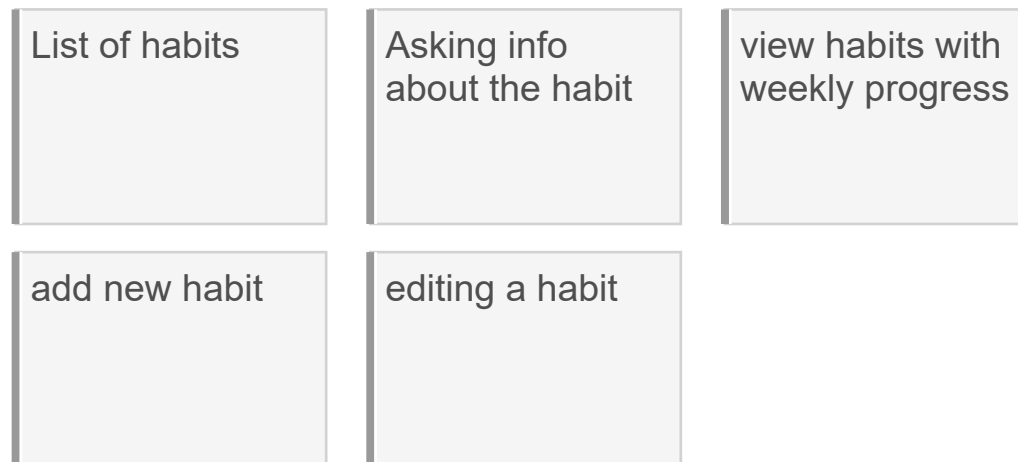 List of habits
Asking info
about the habit
view habits with
weekly progress
add new habit
editing a habit